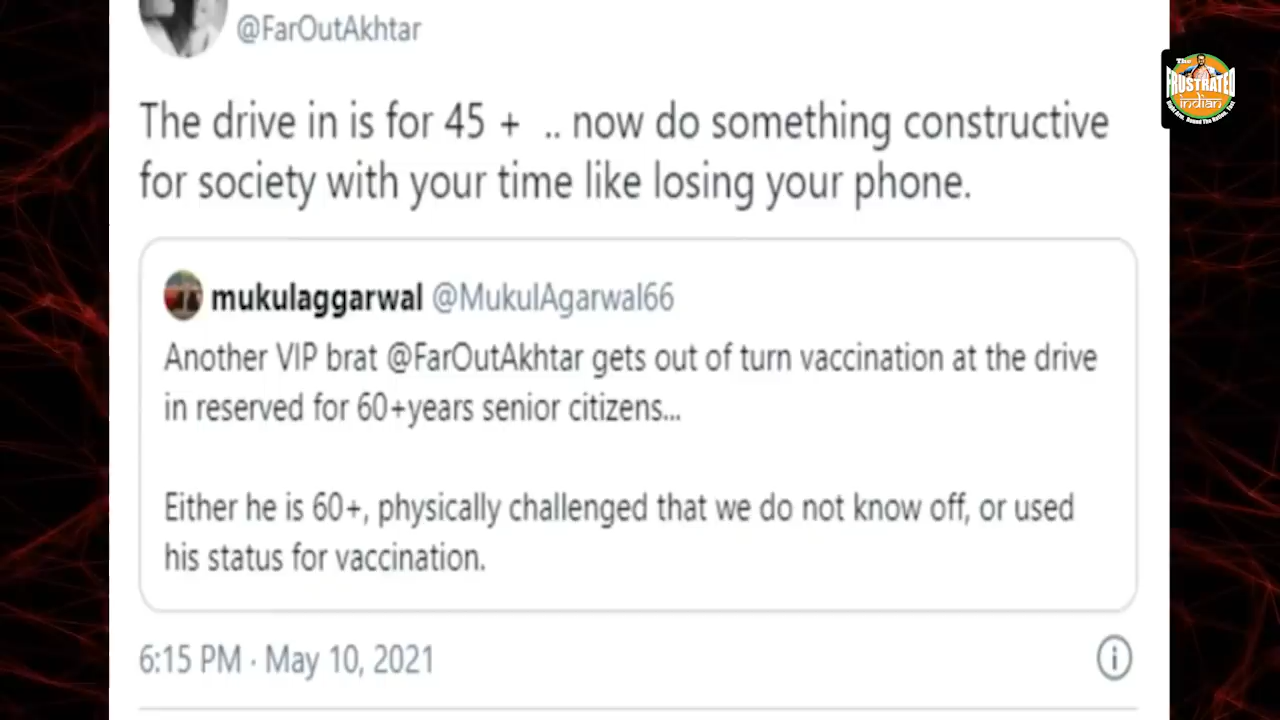 @FarOutAkhtar
The
FRUSTRATED
indian
The drive in is for 45 + .. now do something constructive
for society with your time like losing your phone.
mukulaggarwal @MukulAgarwal66
Another VIP brat @FarOutAkhtar gets out of turn vaccination at the drive
in reserved for 60+years senior citizens...
Either he is 60+, physically challenged that we do not know off, or used
his status for vaccination.
6:15 PM · May 10, 2021